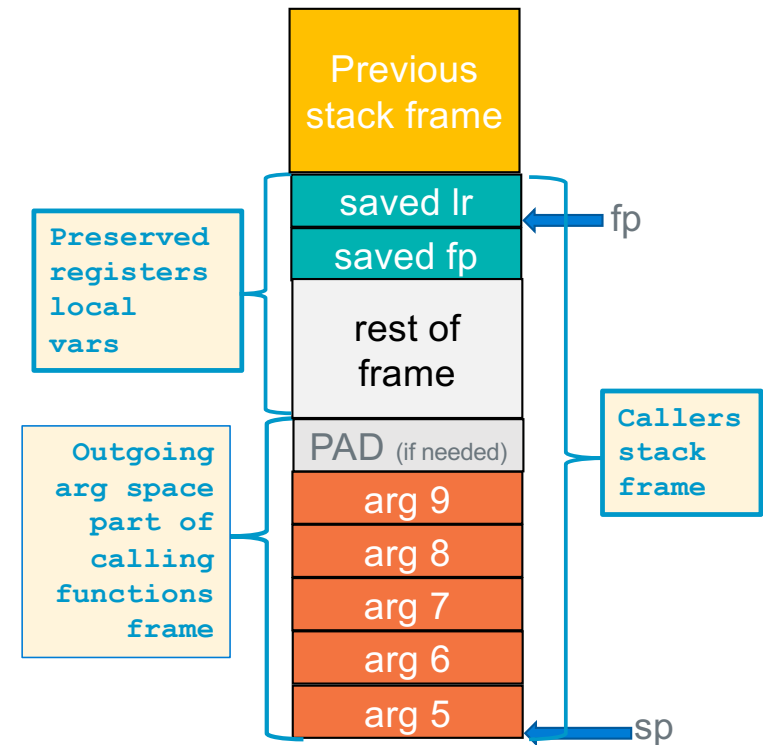 Previous
stack frame
saved lr
fp
saved fp
Preserved
registers
local
vars
rest of
frame
Callers
stack
frame
PAD (if needed)
Outgoing
arg space
part of
calling
functions
frame
arg 9
arg 8
arg 7
arg 6
arg 5
sp